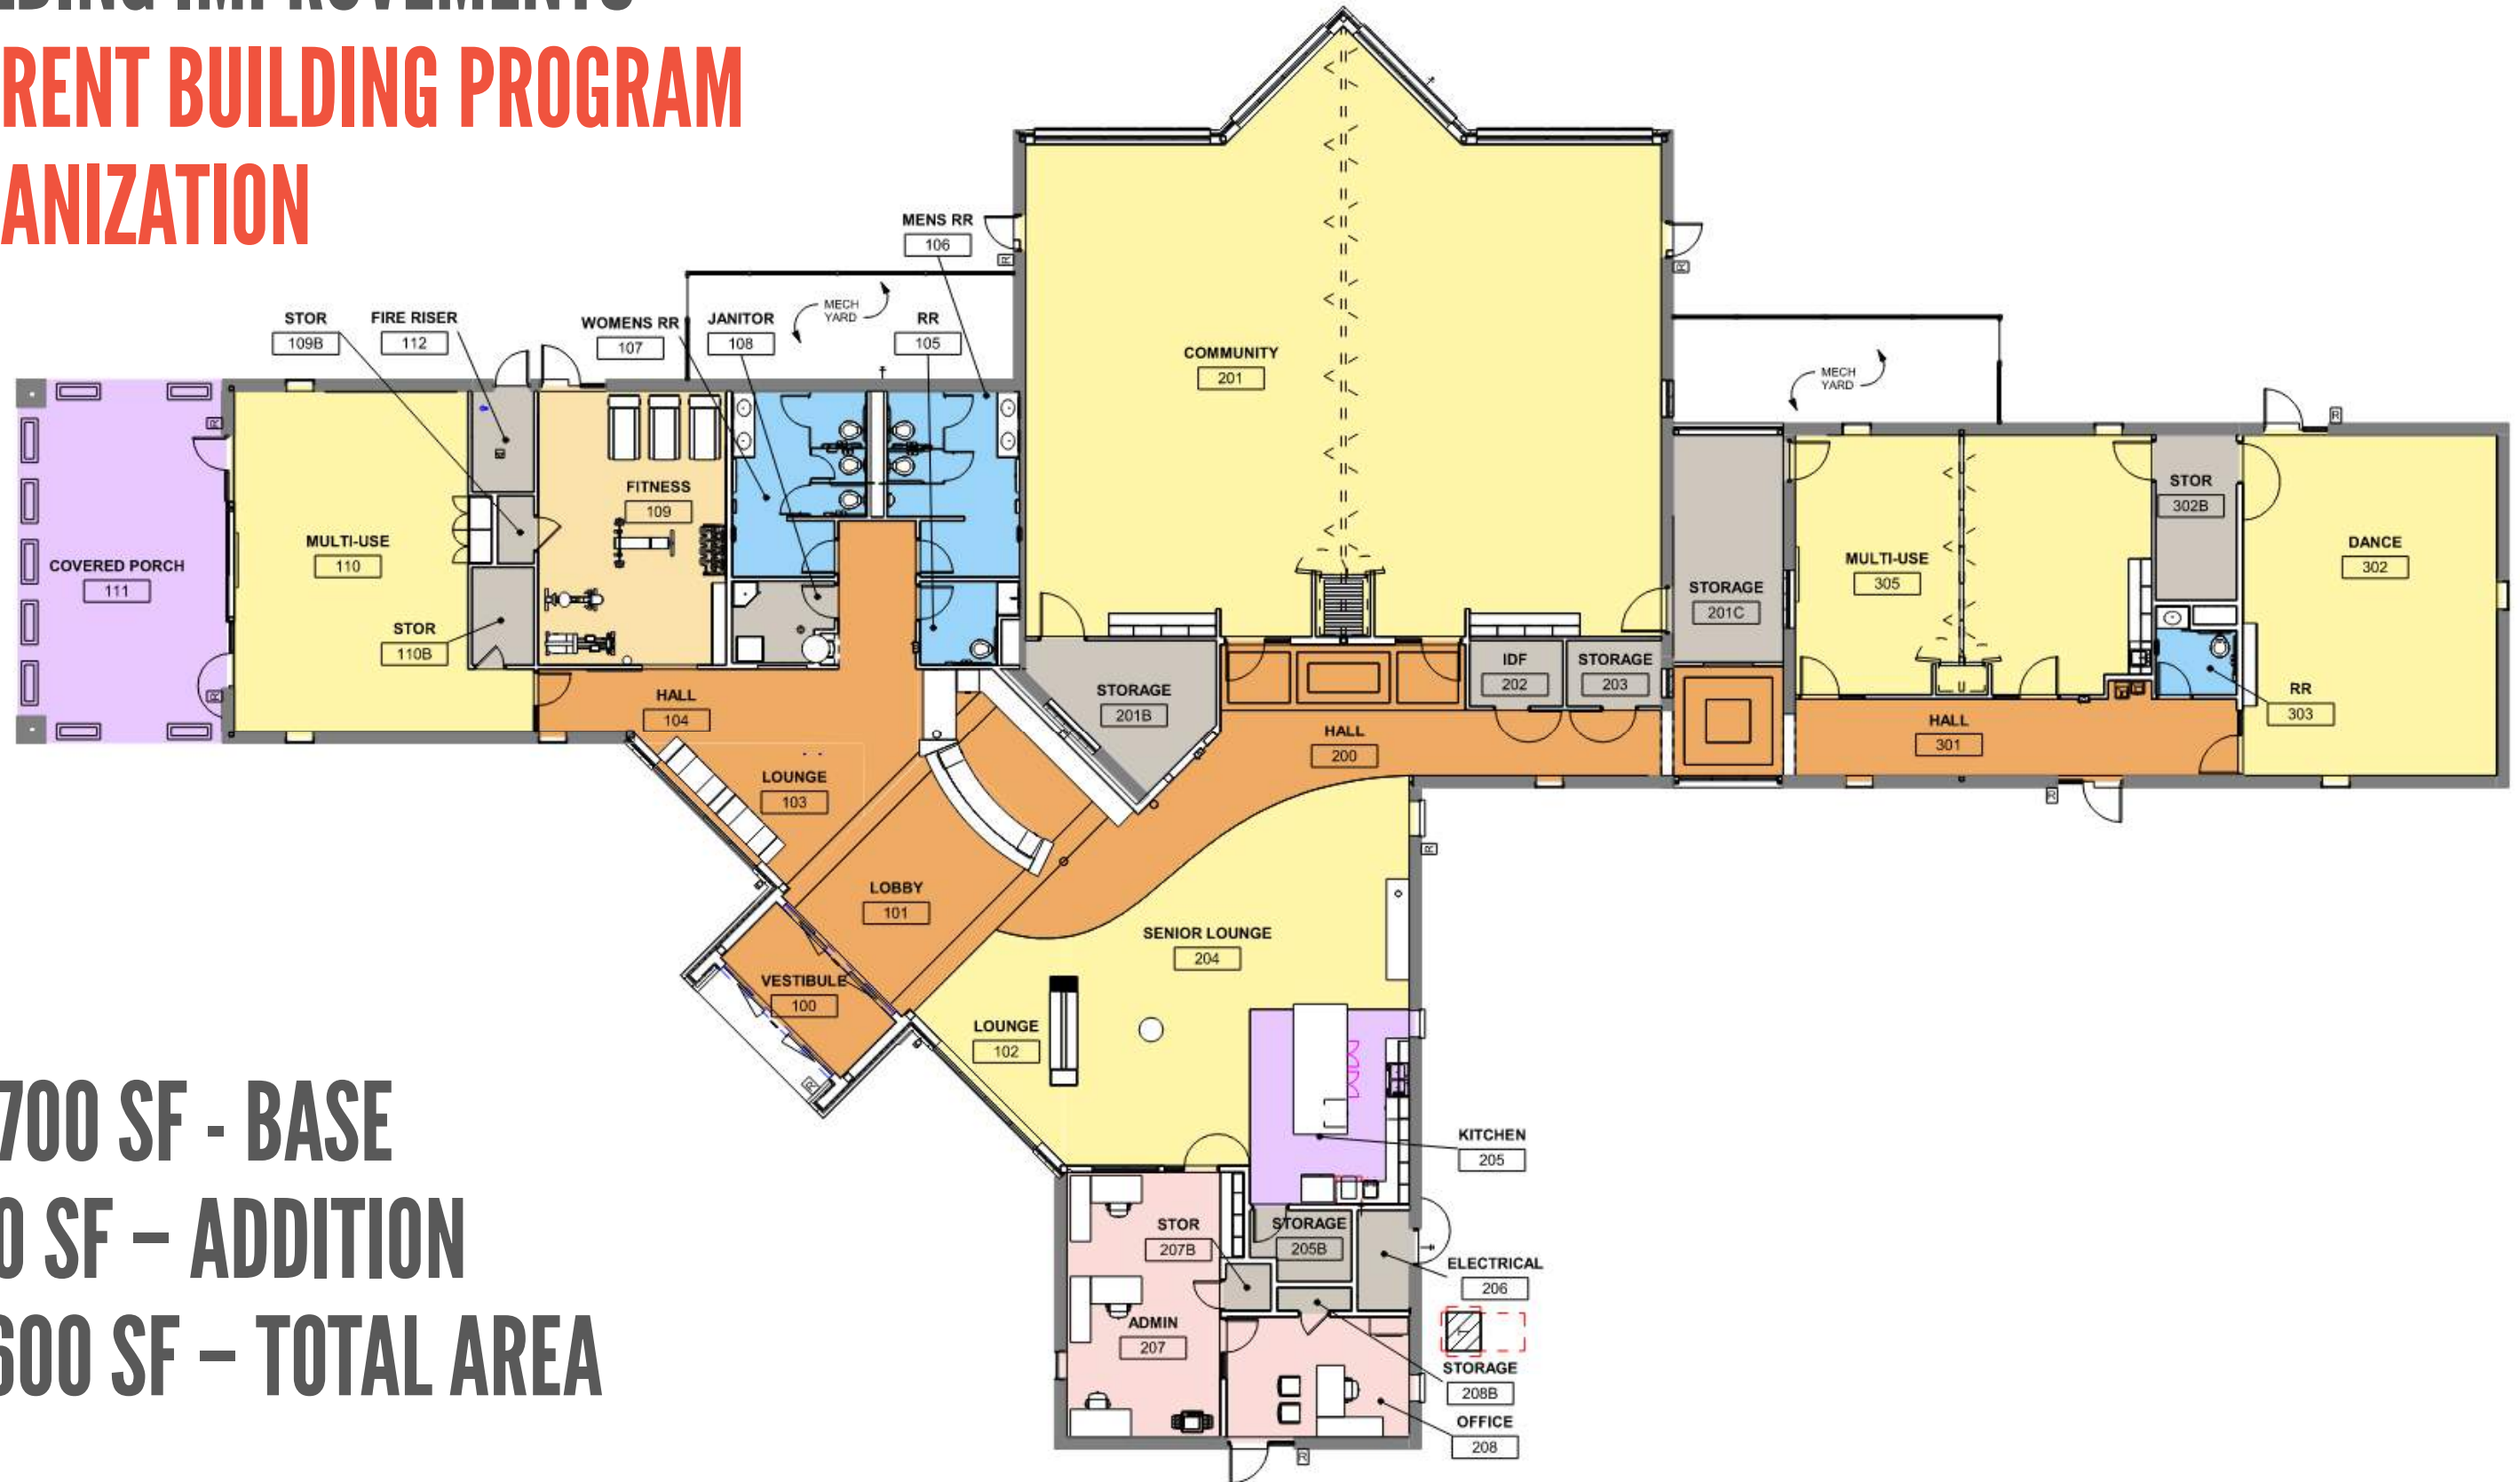 LDING IMPROVEMENTS
RENT BUILDING PROGRAM
ANIZATION
MENS RR
106
STOR
109B
FIRE RISER
112
WOMENS RR
107
JANITOR
108
MECH
YARD
RR
105
COMMUNITY
201
MECH
YARD
COVERED PORCH
111
MULTI-USE
110
STOR
110B
FITNESS
109
STORAGE
201C
MULTI-USE
305
STOR
302B
DANCE
302
HALL
104
STORAGE
201B
IDF
202
STORAGE
203
HALL
200
HALL
301
RR
303
LOUNGE
103
LOBBY
101
VESTIBULE
100
SENIOR LOUNGE
204
LOUNGE
102
KITCHEN
205
700 SF - BASE
0 SF – ADDITION
600 SF – TOTAL AREA
STOR
207B
STORAGE
205B
ELECTRICAL
206
ADMIN
207
T
STORAGE
208B
OFFICE
208
R
R
R
R
R
R
R
R
R